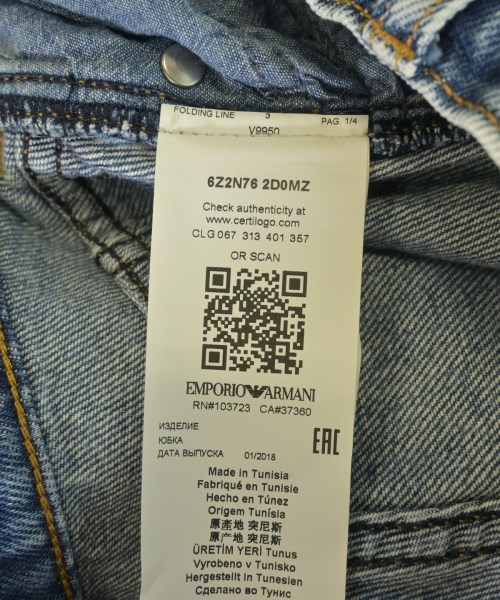 FOLDING LINE 3 PAG. 1/4
V9950
6Z2N76 2D0MZ
Check authenticity at
www.certilogo.com
CLG 067 313 401 357
OR SCAN
EMPORIO ARMANI
RN#103723 CA#37360
ИЗДЕЛИЕ
ЮБКА
EAC
ДАТА ВЫПУСКА 01/2018
Made in Tunisia
Fabriqué en Tunisie
Hecho en Túnez
Origem Tunísia
原產地 突尼斯
原产地 突尼斯
ÜRETİM YERİ Tunus
Vyrobeno v Tunisko
Hergestellt in Tunesien
Сделано во Тунис